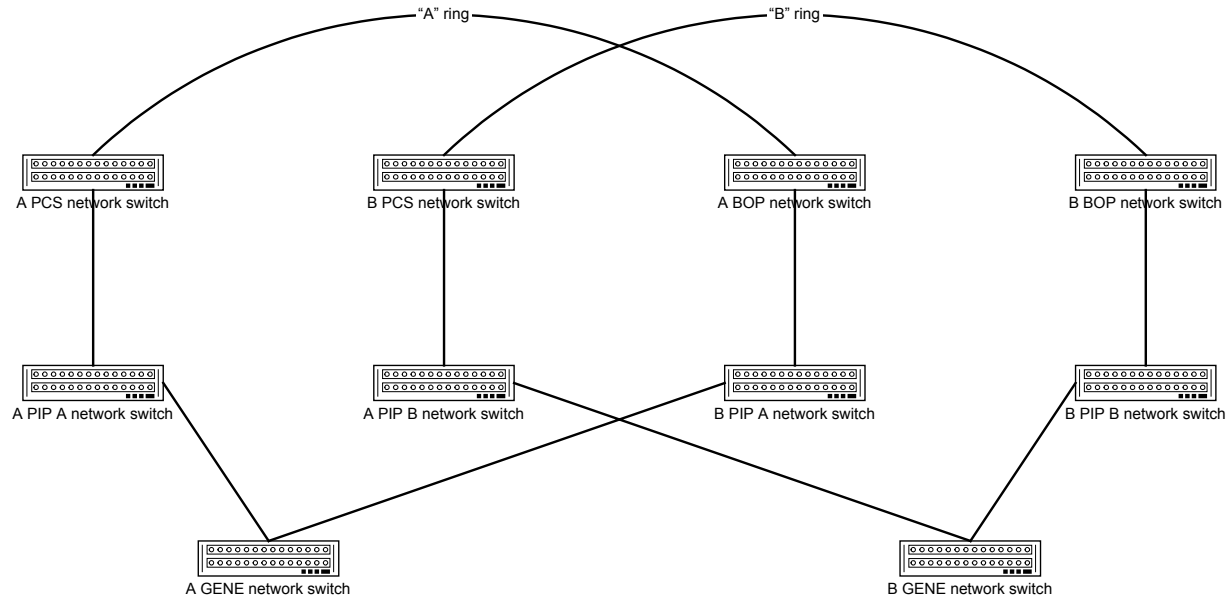 “A” ring
“B” ring
A PCS network switch
B PCS network switch
A BOP network switch
B BOP network switch
A PIP A network switch
A PIP B network switch
B PIP A network switch
B PIP B network switch
A GENE network switch
B GENE network switch